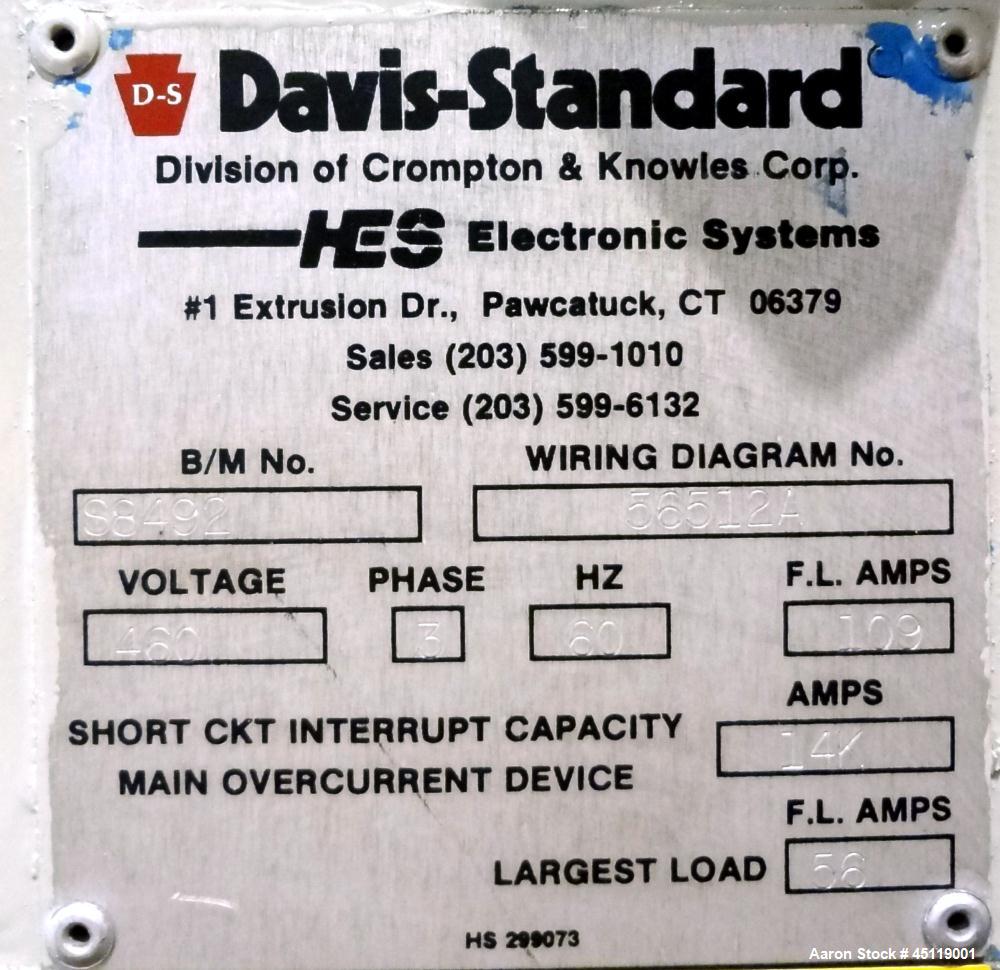 D-S Davis-Standard
Division of Crompton & Knowles Corp.
HES Electronic Systems
#1 Extrusion Dr., Pawcatuck, CT 06379
Sales (203) 599-1010
Service (203) 599-6132
B/M No. WIRING DIAGRAM No.
S8492 56512A
VOLTAGE PHASE HZ F.L. AMPS
460 3 60 109
AMPS
SHORT CKT INTERRUPT CAPACITY 14K
MAIN OVERCURRENT DEVICE
F.L. AMPS
LARGEST LOAD 56
HS 299073
Aaron Stock # 45119001